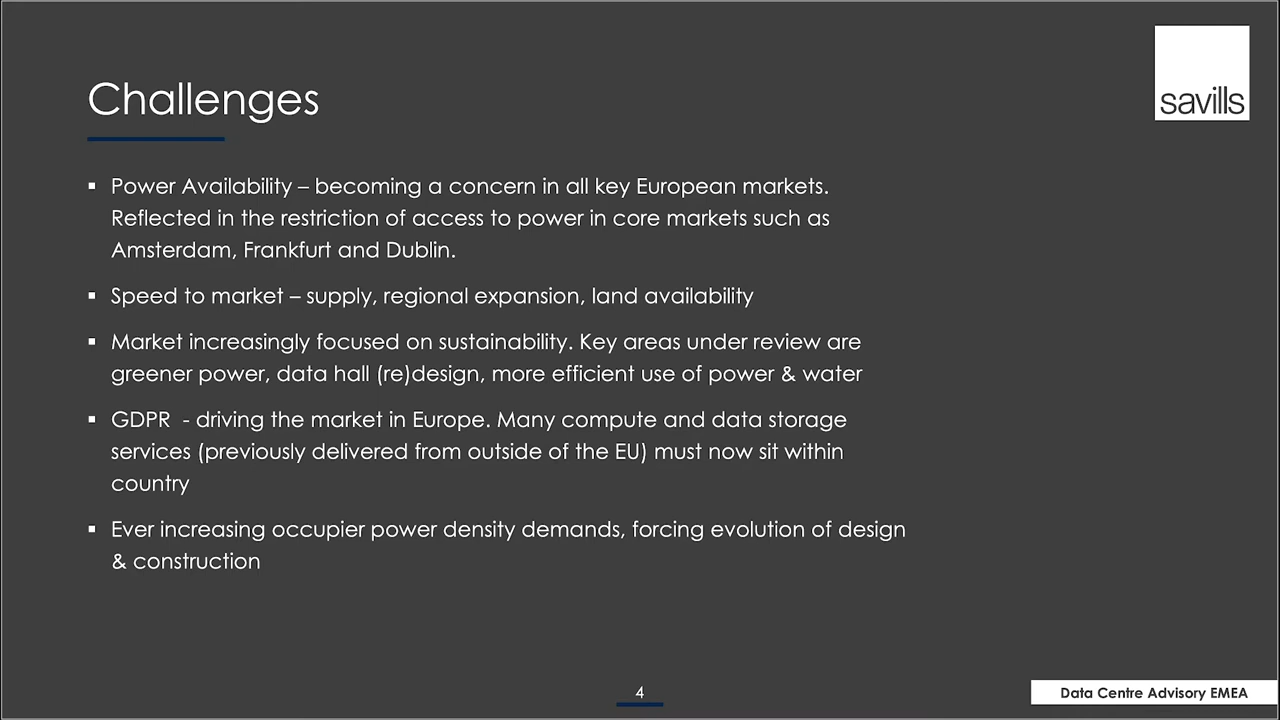 savills
Challenges
▪ Power Availability – becoming a concern in all key European markets.
Reflected in the restriction of access to power in core markets such as
Amsterdam, Frankfurt and Dublin.
▪ Speed to market – supply, regional expansion, land availability
▪ Market increasingly focused on sustainability. Key areas under review are
greener power, data hall (re)design, more efficient use of power & water
▪ GDPR  - driving the market in Europe. Many compute and data storage
services (previously delivered from outside of the EU) must now sit within
country
▪ Ever increasing occupier power density demands, forcing evolution of design
& construction
4
Data Centre Advisory EMEA